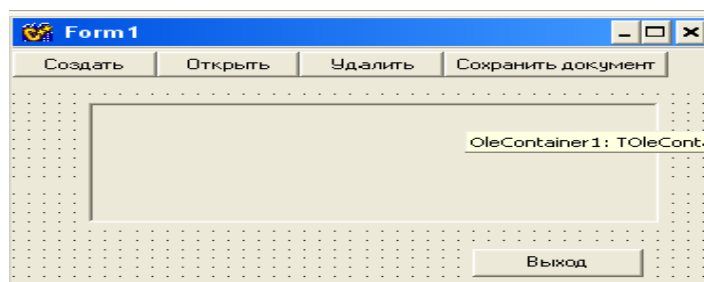 Form1
Создать Открыть Удалить Сохранить документ
OleContainer1: TOleConta
Выход